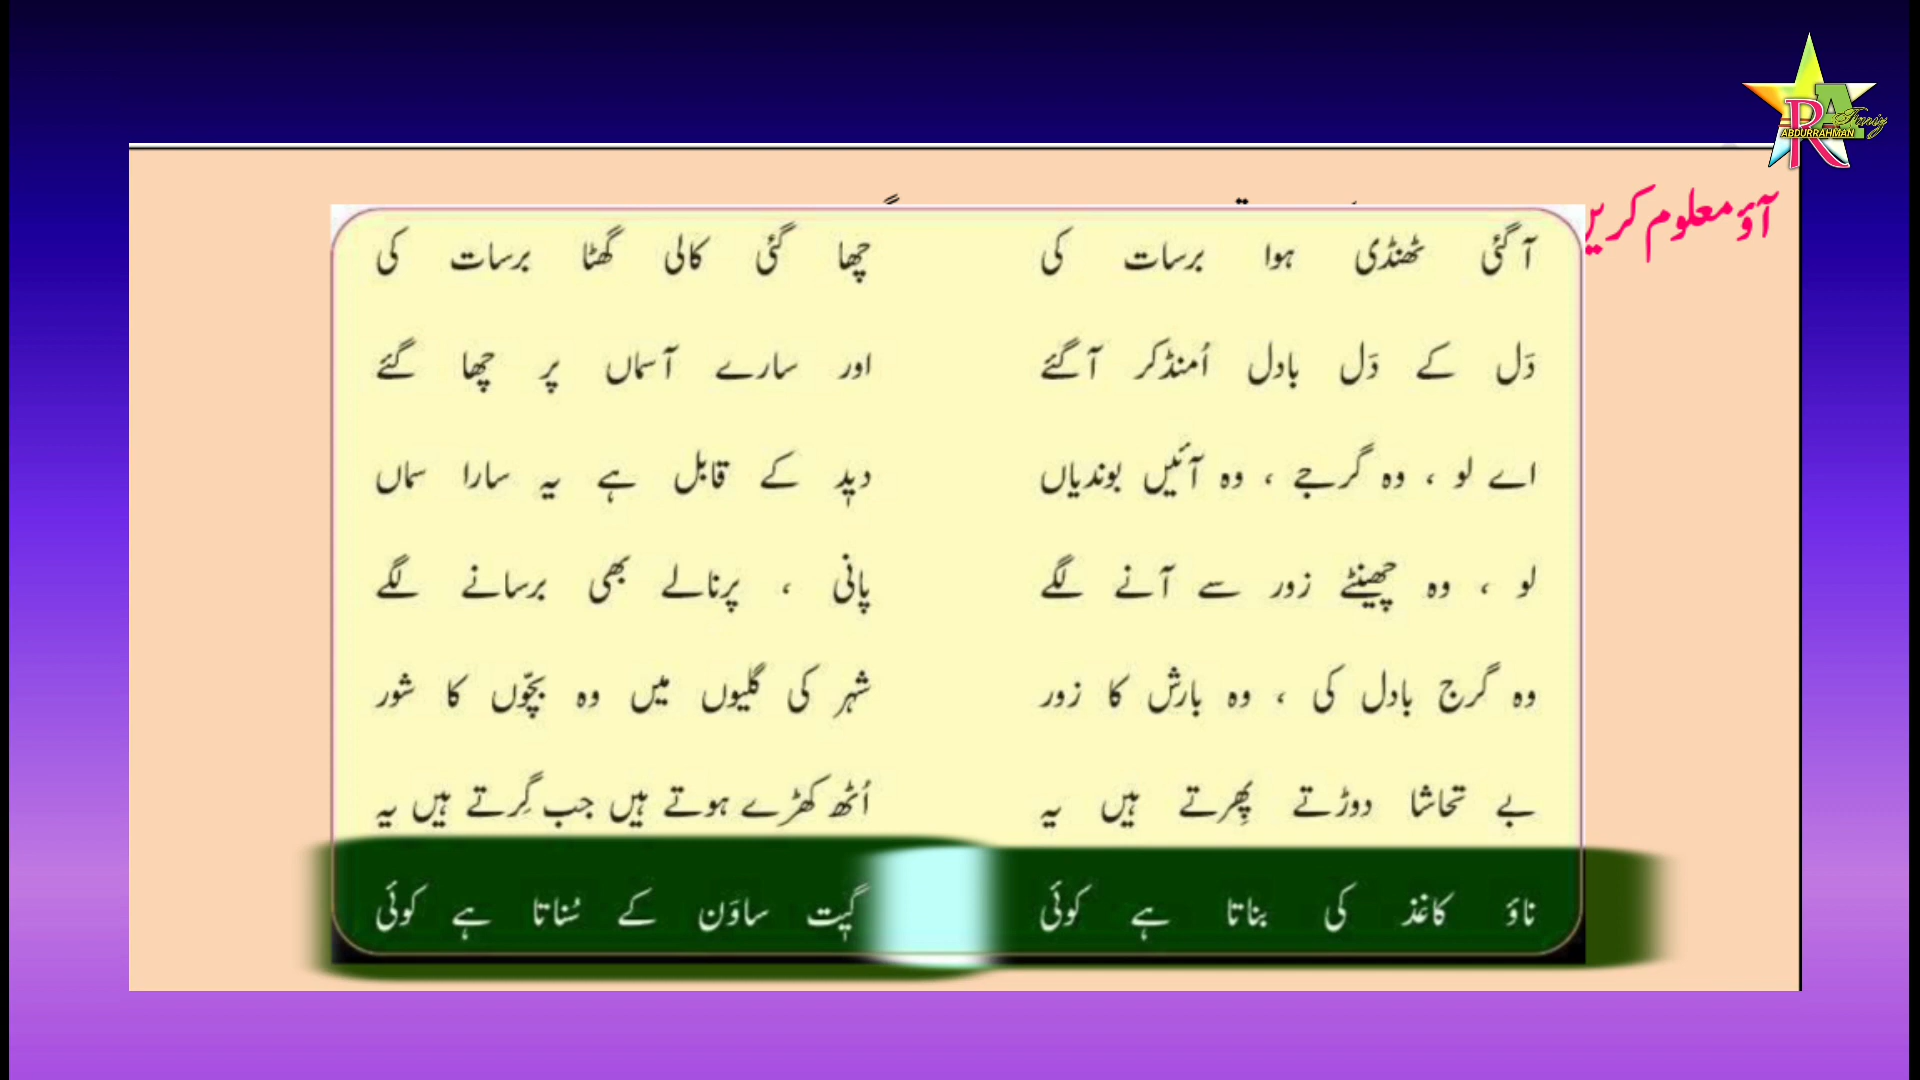 آؤ معلوم کریں
آ گئی ٹھنڈی ہوا برسات کی
چھا گئی کالی گھٹا برسات کی
دَل کے دَل بادل اُمنڈ کر آ گئے
اور سارے آسماں پر چھا گئے
اے لو ، وہ گرجے ، وہ آئیں بوندیاں
دید کے قابل ہے یہ سارا سماں
لو ، وہ چھینٹے زور سے آنے لگے
پانی ، پرنالے بھی برسانے لگے
وہ گرج بادل کی ، وہ بارش کا زور
شہر کی گلیوں میں وہ بچّوں کا شور
بے تحاشا دوڑتے پھِرتے ہیں یہ
اُٹھ کھڑے ہوتے ہیں جب گِرتے ہیں یہ
ناؤ کاغذ کی بناتا ہے کوئی
گیت ساوَن کے سُناتا ہے کوئی
RA
ABDURRAHMAN